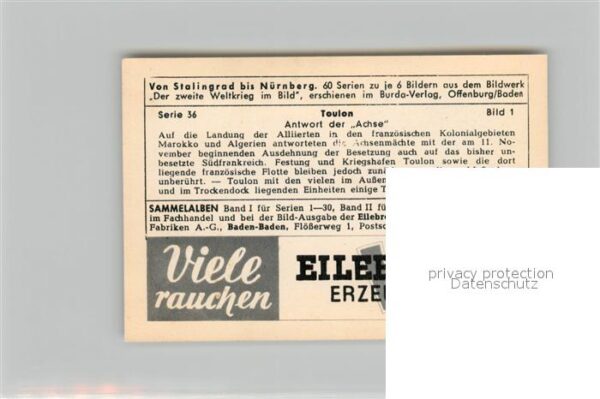 Von Stalingrad bis Nürnberg. 60 Serien zu je 6 Bildern aus dem Bildwerk
„Der zweite Weltkrieg im Bild", erschienen im Burda-Verlag, Offenburg/Baden
Serie 36 Toulon Bild 1
Antwort der „Achse"
Auf die Landung der Alliierten in den französischen Kolonialgebieten
Marokko und Algerien antworteten die Achsenmächte mit der am 11. No-
vember beginnenden Ausdehnung der Besetzung auch auf das bisher un-
besetzte Südfrankreich. Festung und Kriegshafen Toulon sowie die dort
liegende französische Flotte bleiben jedoch
unberührt. — Toulon mit den vielen im
und im Trockendock liegenden Einheiten einige
SAMMELALBEN Band I für Serien 1—30, Band II
im Fachhandel und bei der Bild-Ausgabe der
Fabriken A.-G., Baden-Baden, Flößerweg 1,
Viele
rauchen
privacy protection
Datenschutz